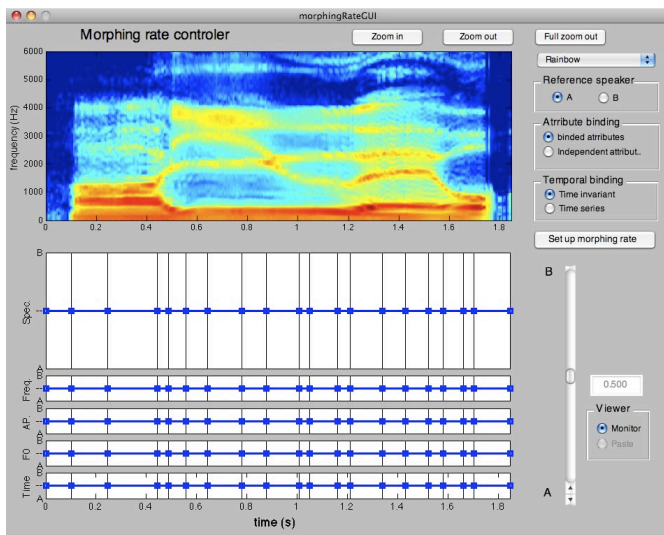 morphingRateGUI
Morphing rate controler
Zoom in
Zoom out
Full zoom out
Rainbow
Reference speaker
A
B
Attribute binding
binded attributes
Independent attribut..
Temporal binding
Time invariant
Time series
Set up morphing rate
frequency (Hz)
6000
5000
4000
3000
2000
1000
0
0 0.2 0.4 0.6 0.8 1 1.2 1.4 1.6 1.8
B
Spec.
A
B
Freq.
A
B
AP.
A
B
F0
A
B
Time
A
0 0.2 0.4 0.6 0.8 1 1.2 1.4 1.6 1.8
time (s)
B
0.500
Viewer
Monitor
Paste
A